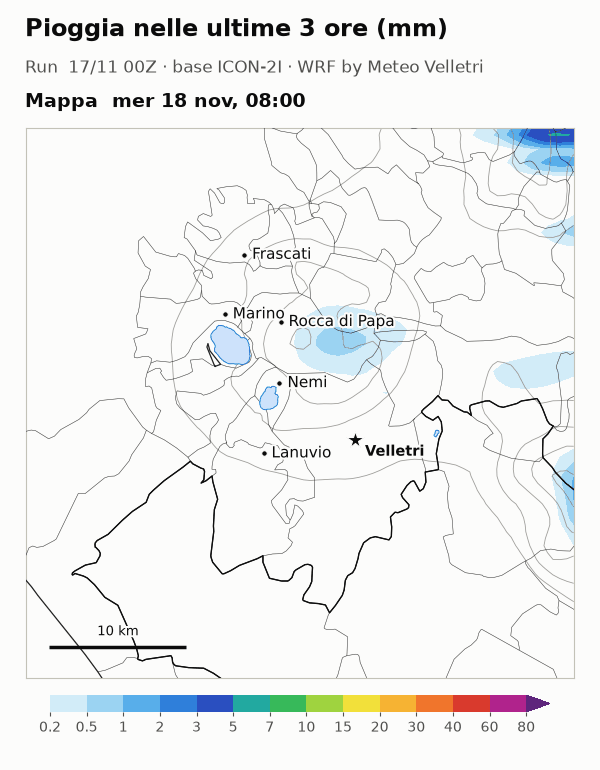 Pioggia nelle ultime 3 ore (mm)
Run  17/11 00Z · base ICON-2I · WRF by Meteo Velletri
Mappa  mer 18 nov, 08:00
Frascati
Marino
Rocca di Papa
Nemi
Velletri
Lanuvio
10 km
0.2 0.5 1 2 3 5 7 10 15 20 30 40 60 80